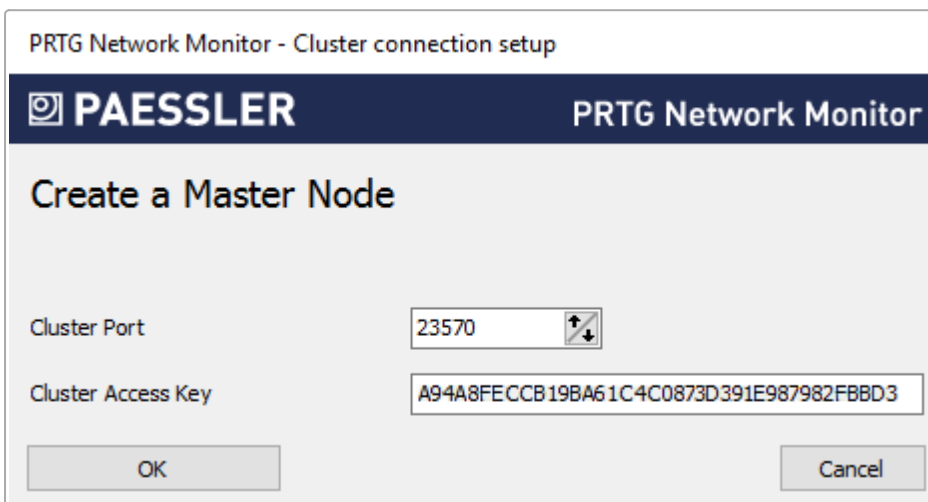 PRTG Network Monitor - Cluster connection setup
PAESSLER PRTG Network Monitor
Create a Master Node
Cluster Port 23570
Cluster Access Key A94A8FECCB19BA61C4C0873D391E987982FBBD3
OK Cancel